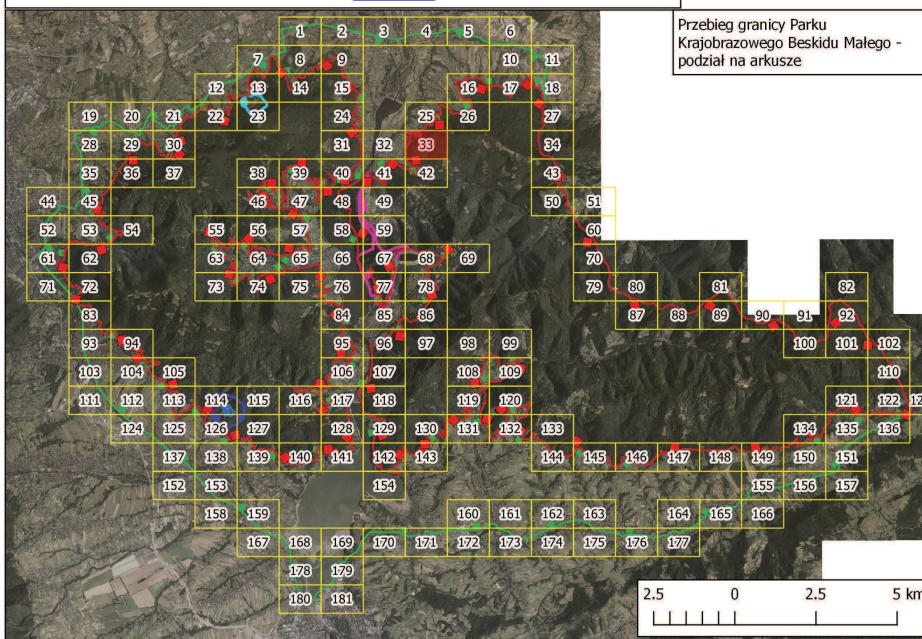 Przebieg granicy Parku
Krajobrazowego Beskidu Małego -
podział na arkusze
1 2 3 4 5 6
7 8 9 10 11
12 13 14 15 16 17 18
19 20 21 22 23 24 25 26 27
28 29 30 31 32 33 34
35 36 37 38 39 40 41 42 43
44 45 46 47 48 49 50 51
52 53 54 55 56 57 58 59 60
61 62 63 64 65 66 67 68 69 70
71 72 73 74 75 76 77 78 79 80 81 82
83 84 85 86 87 88 89 90 91 92
93 94 95 96 97 98 99 100 101 102
103 104 105 106 107 108 109 110
111 112 113 114 115 116 117 118 119 120 121 122 12
124 125 126 127 128 129 130 131 132 133 134 135 136
137 138 139 140 141 142 143 144 145 146 147 148 149 150 151
152 153 154 155 156 157
158 159 160 161 162 163 164 165 166
167 168 169 170 171 172 173 174 175 176 177
178 179
180 181
2.5 0 2.5 5 km